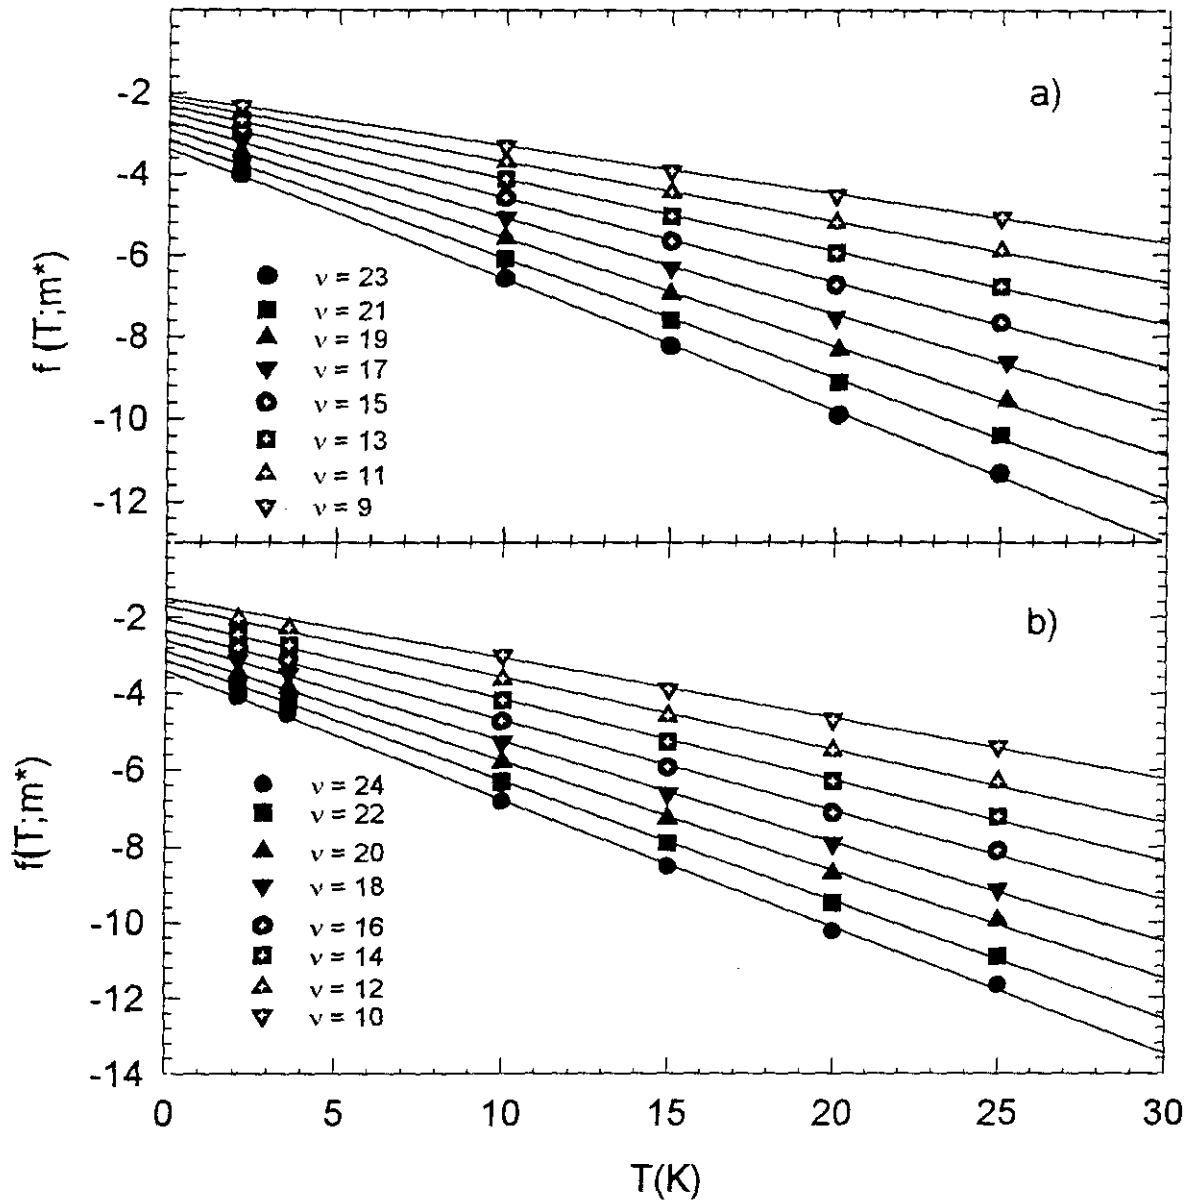 a)
-2
-4
-6
-8
-10
-12
f (T;m*)
ν = 23
ν = 21
ν = 19
ν = 17
ν = 15
ν = 13
ν = 11
ν = 9
b)
-2
-4
-6
-8
-10
-12
-14
f(T;m*)
ν = 24
ν = 22
ν = 20
ν = 18
ν = 16
ν = 14
ν = 12
ν = 10
0 5 10 15 20 25 30
T(K)